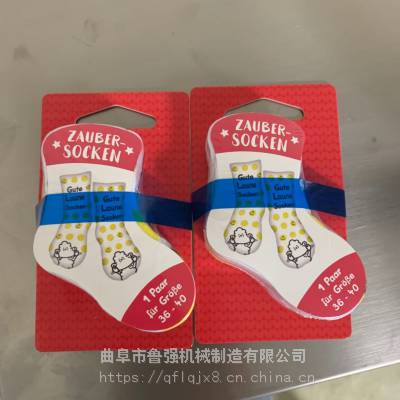 ZAUBER-
SOCKEN
Gute
Laune
Socken
Gute
Laune
Socken
1 Paar
für Größe
36 - 40
ZAUBER-
SOCKEN
Gute
Laune
Socken
Gute
Laune
Socken
1 Paar
für Größe
36 - 40
曲阜市鲁强机械制造有限公司
https://qflqjx8.cn.china.cn